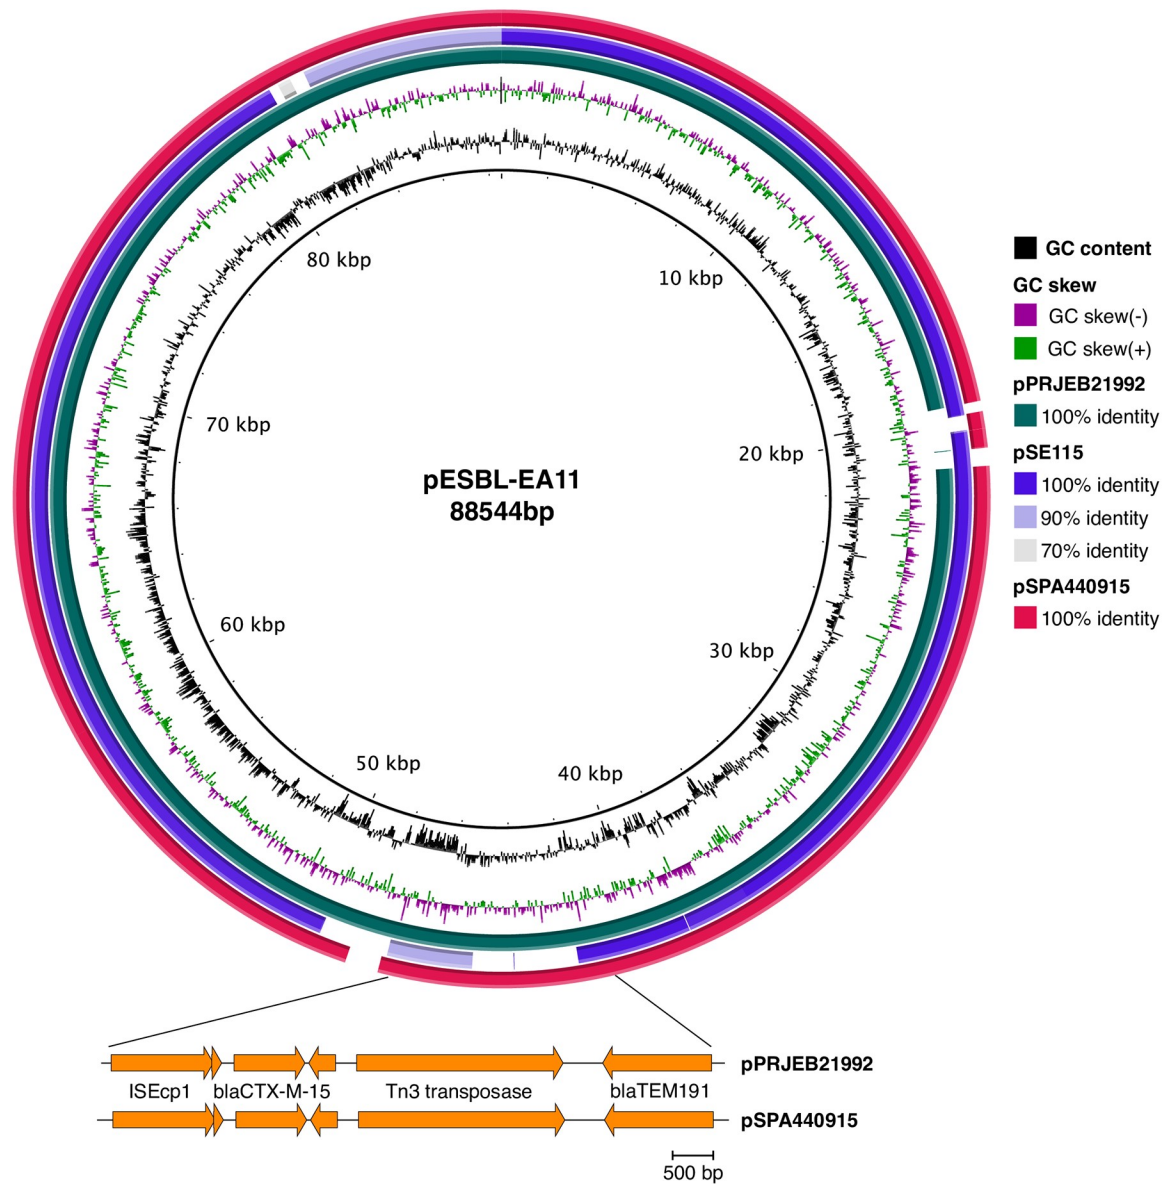 80 kbp
10 kbp
70 kbp
20 kbp
pESBL-EA11
88544bp
60 kbp
30 kbp
50 kbp
40 kbp
GC content
GC skew
GC skew(-)
GC skew(+)
pPRJEB21992
100% identity
pSE115
100% identity
90% identity
70% identity
pSPA440915
100% identity
pPRJEB21992
ISEcp1 blaCTX-M-15 Tn3 transposase blaTEM191
pSPA440915
500 bp